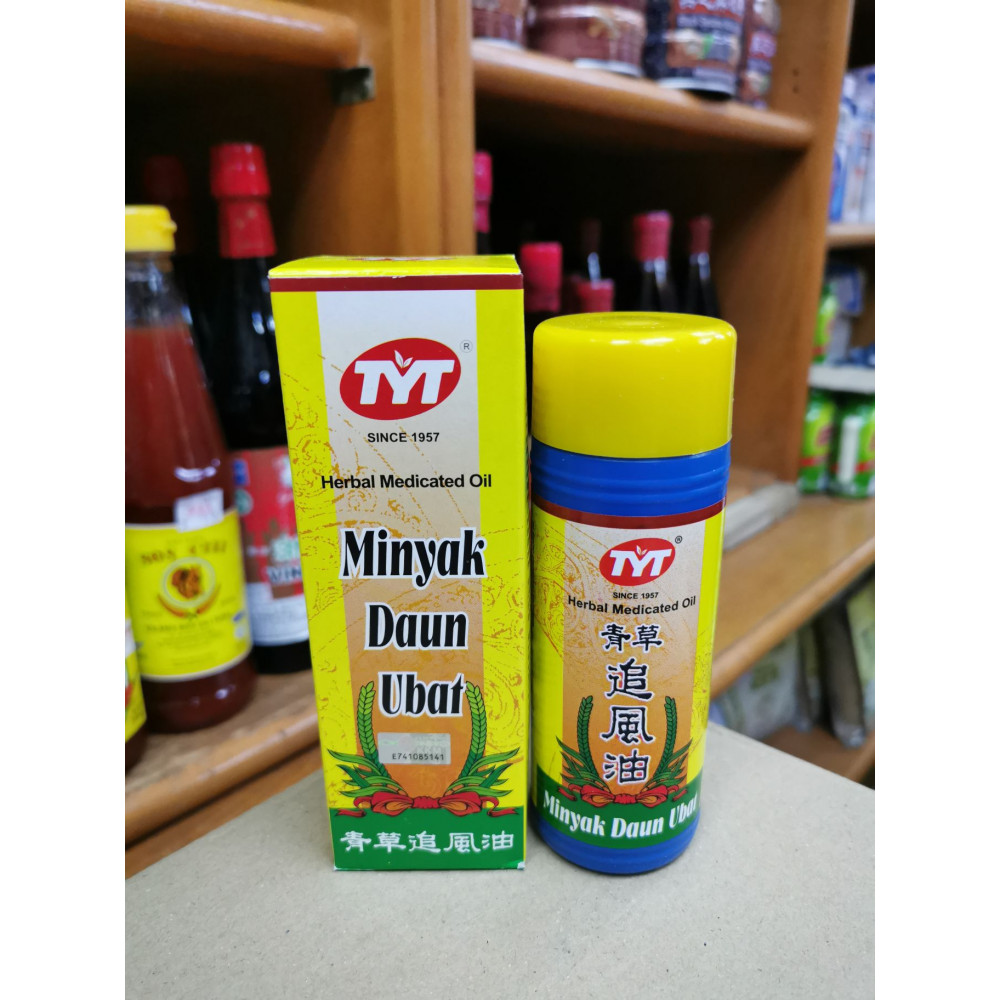 TYT
®
SINCE 1957
Herbal Medicated Oil
Minyak
Daun
Ubat
E741085141
青草追風油
TYT
®
SINCE 1957
Herbal Medicated Oil
青草
追
風
油
Minyak Daun Ubat